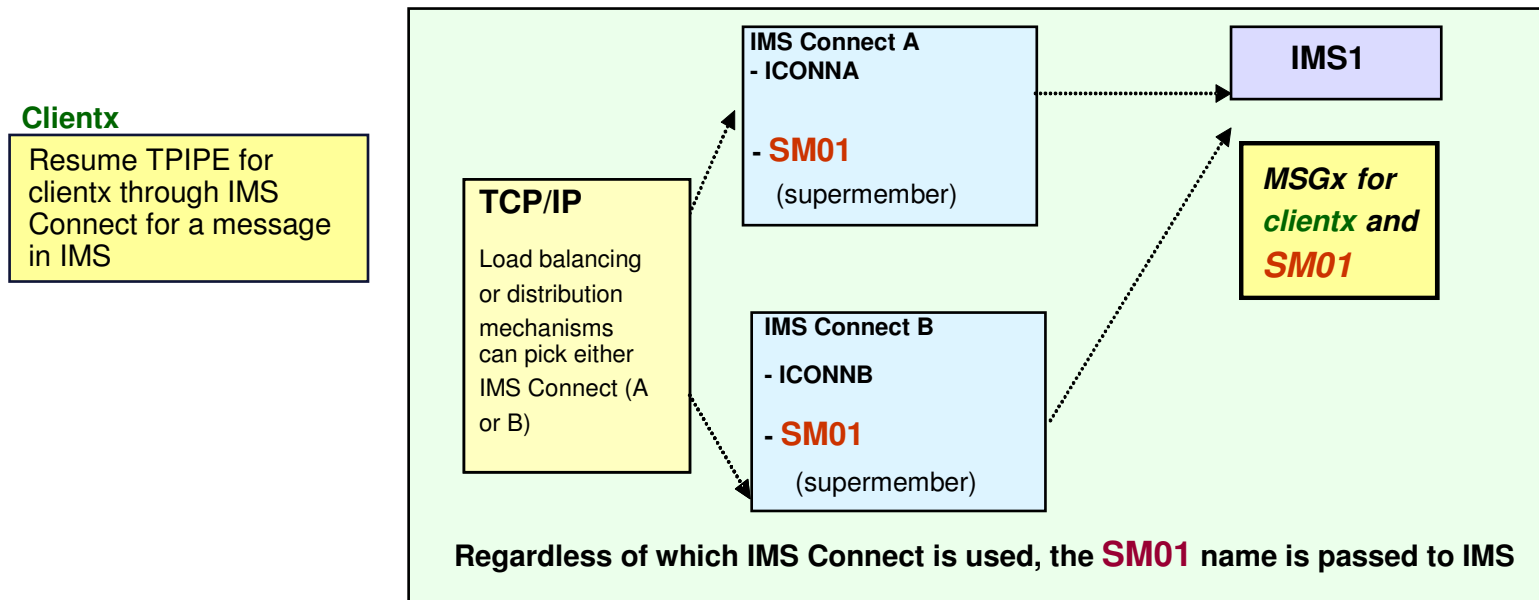 Clientx
Resume TPIPE for
clientx through IMS
Connect for a message
in IMS
TCP/IP
Load balancing
or distribution
mechanisms
can pick either
IMS Connect (A
or B)
IMS Connect A
- ICONNA
- SM01
(supermember)
IMS Connect B
- ICONNB
- SM01
(supermember)
IMS1
MSGx for
clientx and
SM01
Regardless of which IMS Connect is used, the SM01 name is passed to IMS